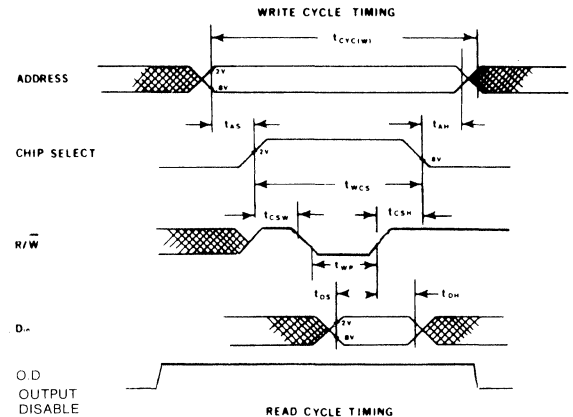 WRITE CYCLE TIMING
tCYC(W)
ADDRESS
2V
.8V
tAS
tAH
CHIP SELECT
2V
.8V
tWCS
tCSW
tCSH
R/W
tWP
tDS
tDH
2V
.8V
O.D
OUTPUT
DISABLE
READ CYCLE TIMING